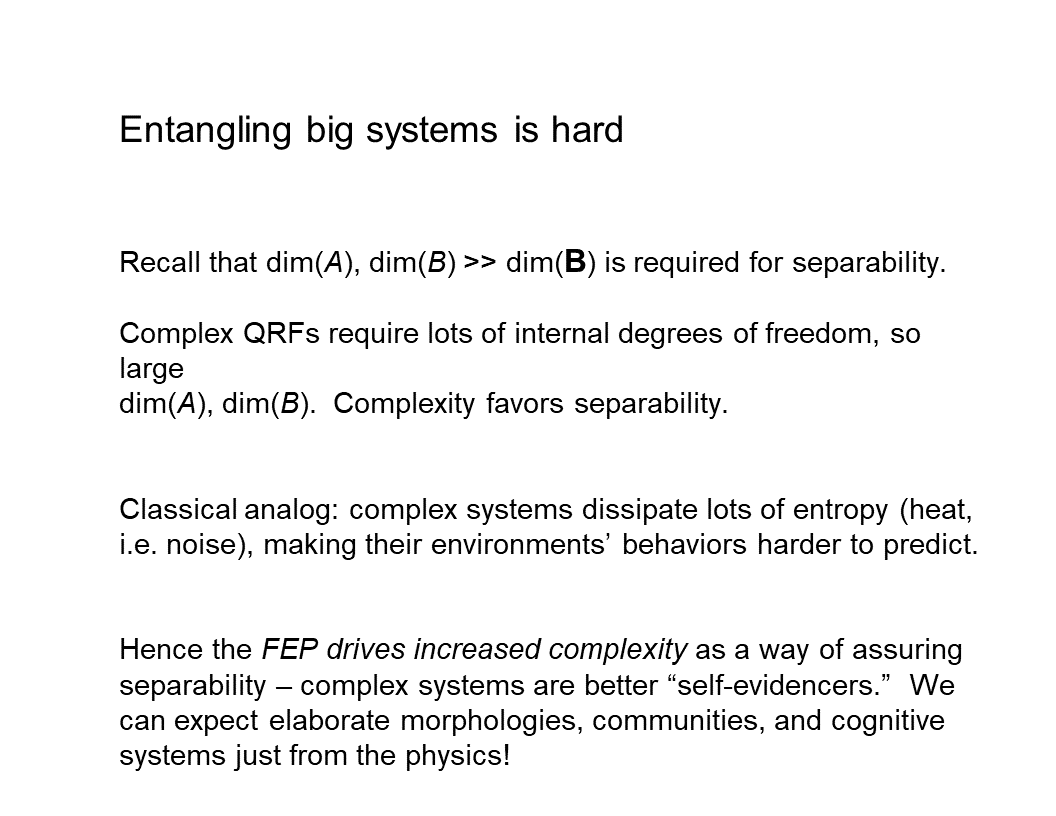 Entangling big systems is hard
Recall that dim(A), dim(B) >> dim(B) is required for separability.
Complex QRFs require lots of internal degrees of freedom, so
large
dim(A), dim(B).  Complexity favors separability.
Classical analog: complex systems dissipate lots of entropy (heat,
i.e. noise), making their environments’ behaviors harder to predict.
Hence the FEP drives increased complexity as a way of assuring
separability – complex systems are better “self-evidencers.”  We
can expect elaborate morphologies, communities, and cognitive
systems just from the physics!